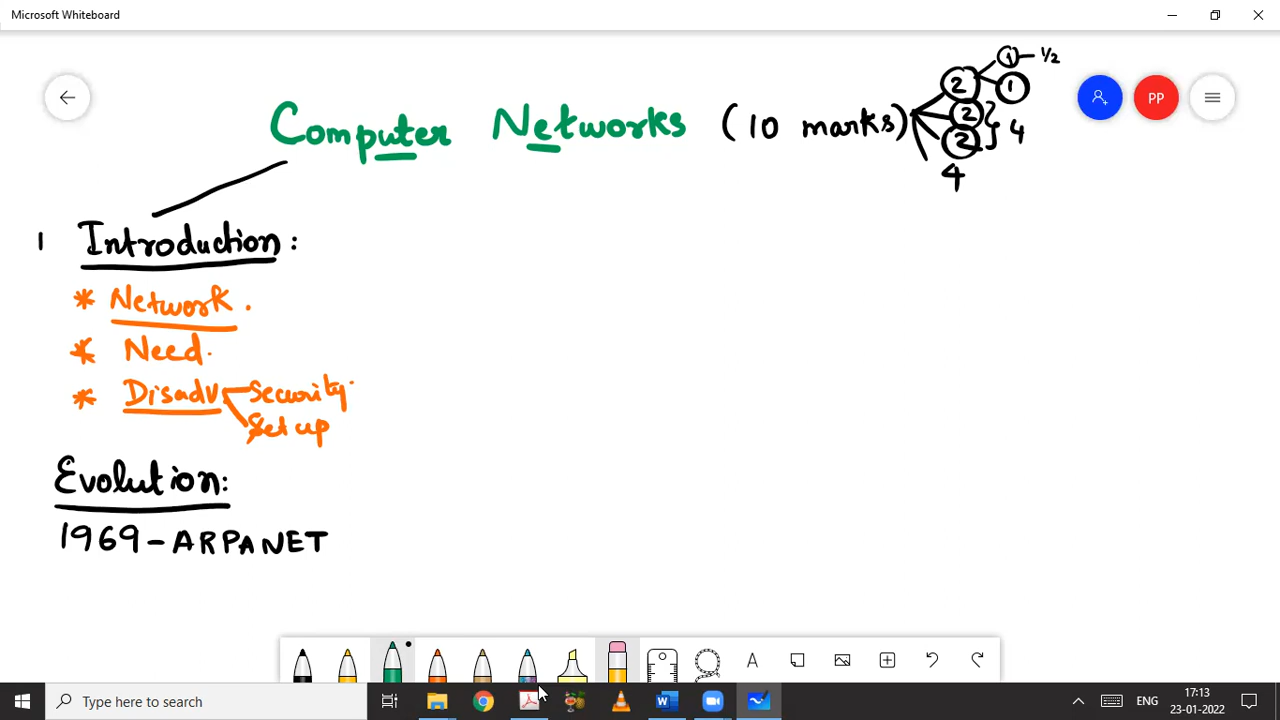 Microsoft Whiteboard
Computer Networks (10 marks)
2
1
1/2
1
2
2
4
4
PP
1 Introduction:
* Network.
* Need.
* Disadv. Security.
Set up
Evolution:
1969-ARPANET
A
Type here to search
ENG
17:13
23-01-2022